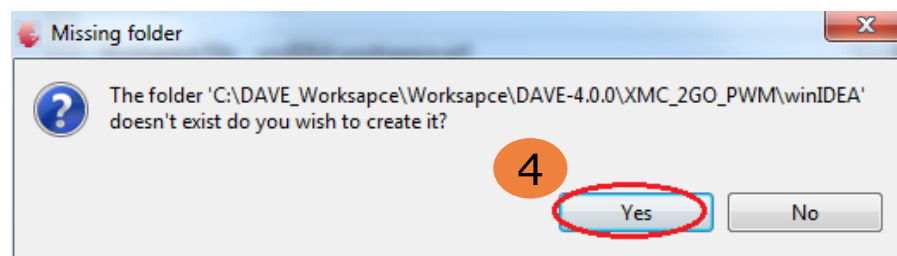 Missing folder
X
The folder 'C:\DAVE_Worksapce\Worksapce\DAVE-4.0.0\XMC_2GO_PWM\winIDEA'
doesn't exist do you wish to create it?
4
Yes No